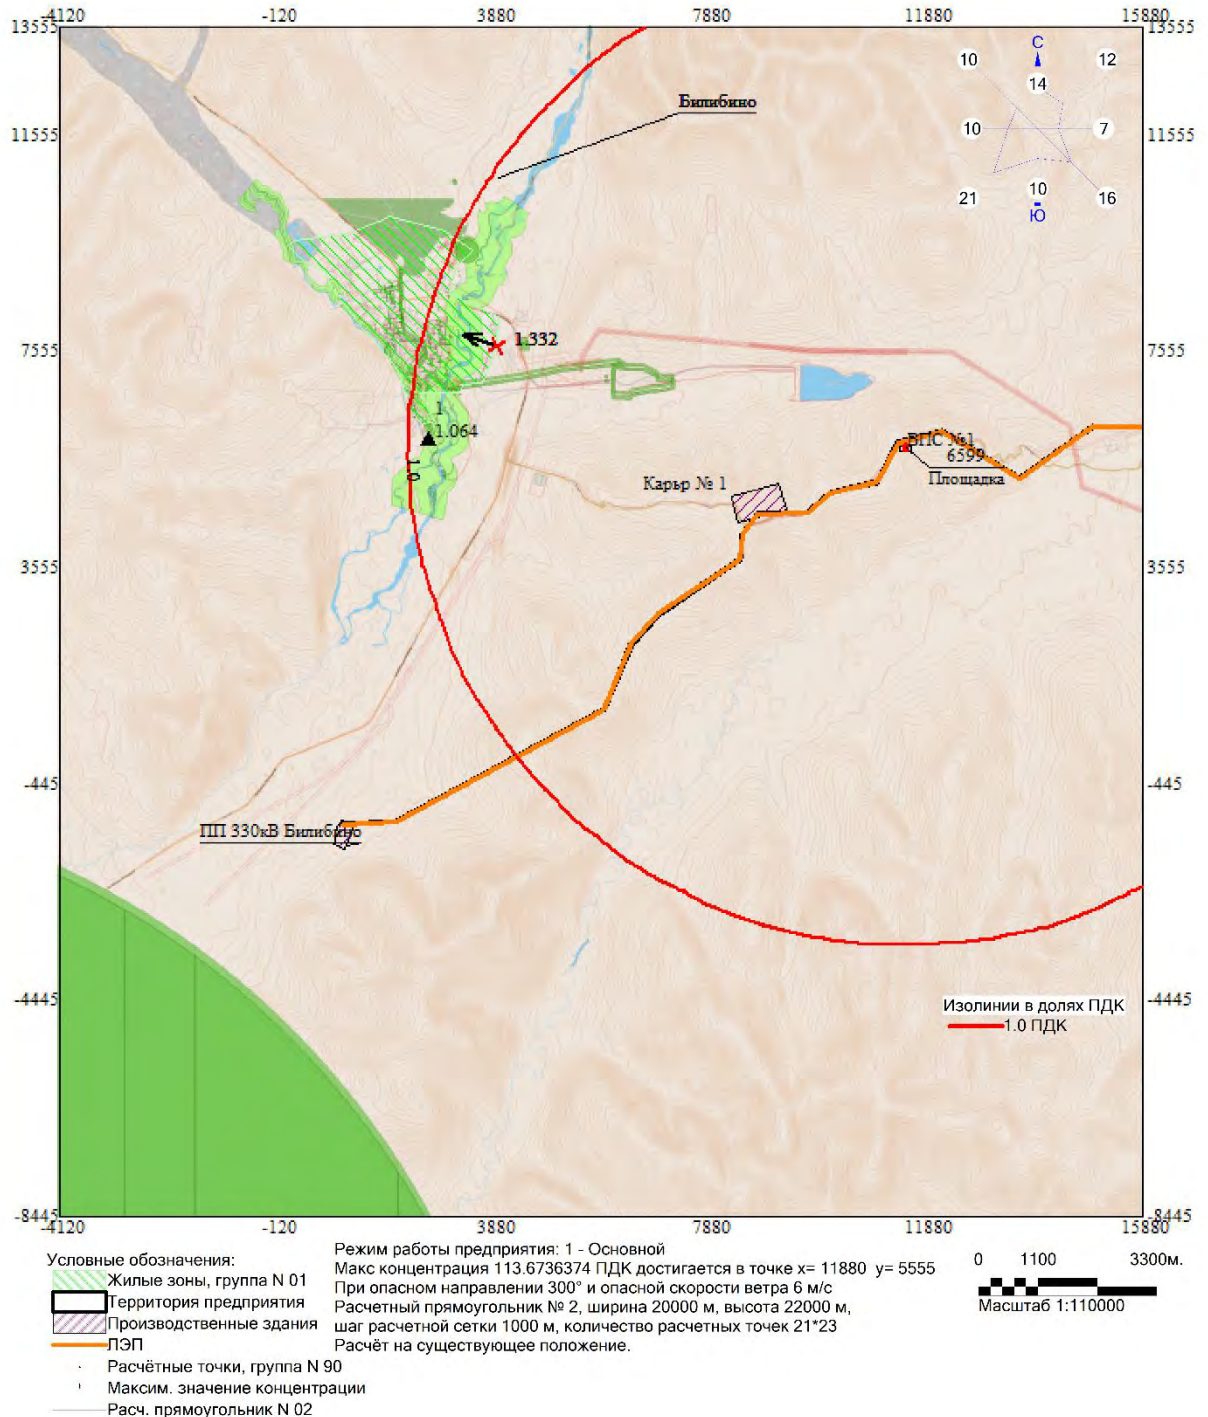 -4120 -120 3880 7880 11880 15880
13555 13555
С
10 12
14
Билибино
11555 11555
10 7
10
21 16
Ю
1.332
7555 7555
1
1.064
ВПС №1
6599
1.0
Карьр № 1
Площадка
3555 3555
-445 -445
ПП 330кВ Билибино
-4445 -4445
Изолинии в долях ПДК
1.0 ПДК
-8445 -8445
-4120 -120 3880 7880 11880 15880
Условные обозначения:
Жилые зоны, группа N 01
Территория предприятия
Производственные здания
ЛЭП
Расчётные точки, группа N 90
Максим. значение концентрации
Расч. прямоугольник N 02
Режим работы предприятия: 1 - Основной
Макс концентрация 113.6736374 ПДК достигается в точке x= 11880 y= 5555
При опасном направлении 300° и опасной скорости ветра 6 м/с
Расчетный прямоугольник № 2, ширина 20000 м, высота 22000 м,
шаг расчетной сетки 1000 м, количество расчетных точек 21*23
Расчёт на существующее положение.
0 1100 3300м.
Масштаб 1:110000